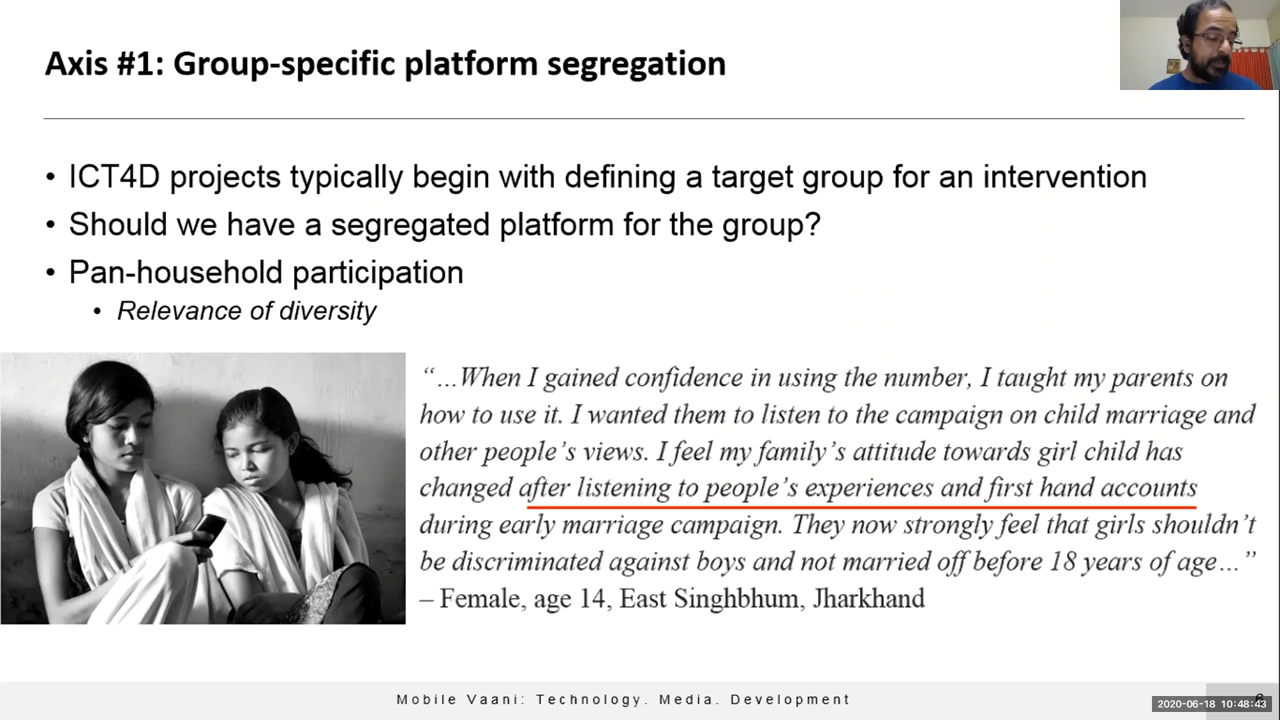 Axis #1: Group-specific platform segregation
• ICT4D projects typically begin with defining a target group for an intervention
• Should we have a segregated platform for the group?
• Pan-household participation
• Relevance of diversity
“…When I gained confidence in using the number, I taught my parents on
how to use it. I wanted them to listen to the campaign on child marriage and
other people’s views. I feel my family’s attitude towards girl child has
changed after listening to people’s experiences and first hand accounts
during early marriage campaign. They now strongly feel that girls shouldn’t
be discriminated against boys and not married off before 18 years of age…”
– Female, age 14, East Singhbhum, Jharkhand
Mobile Vaani: Technology. Media. Development
6
2020-06-18 10:48:43